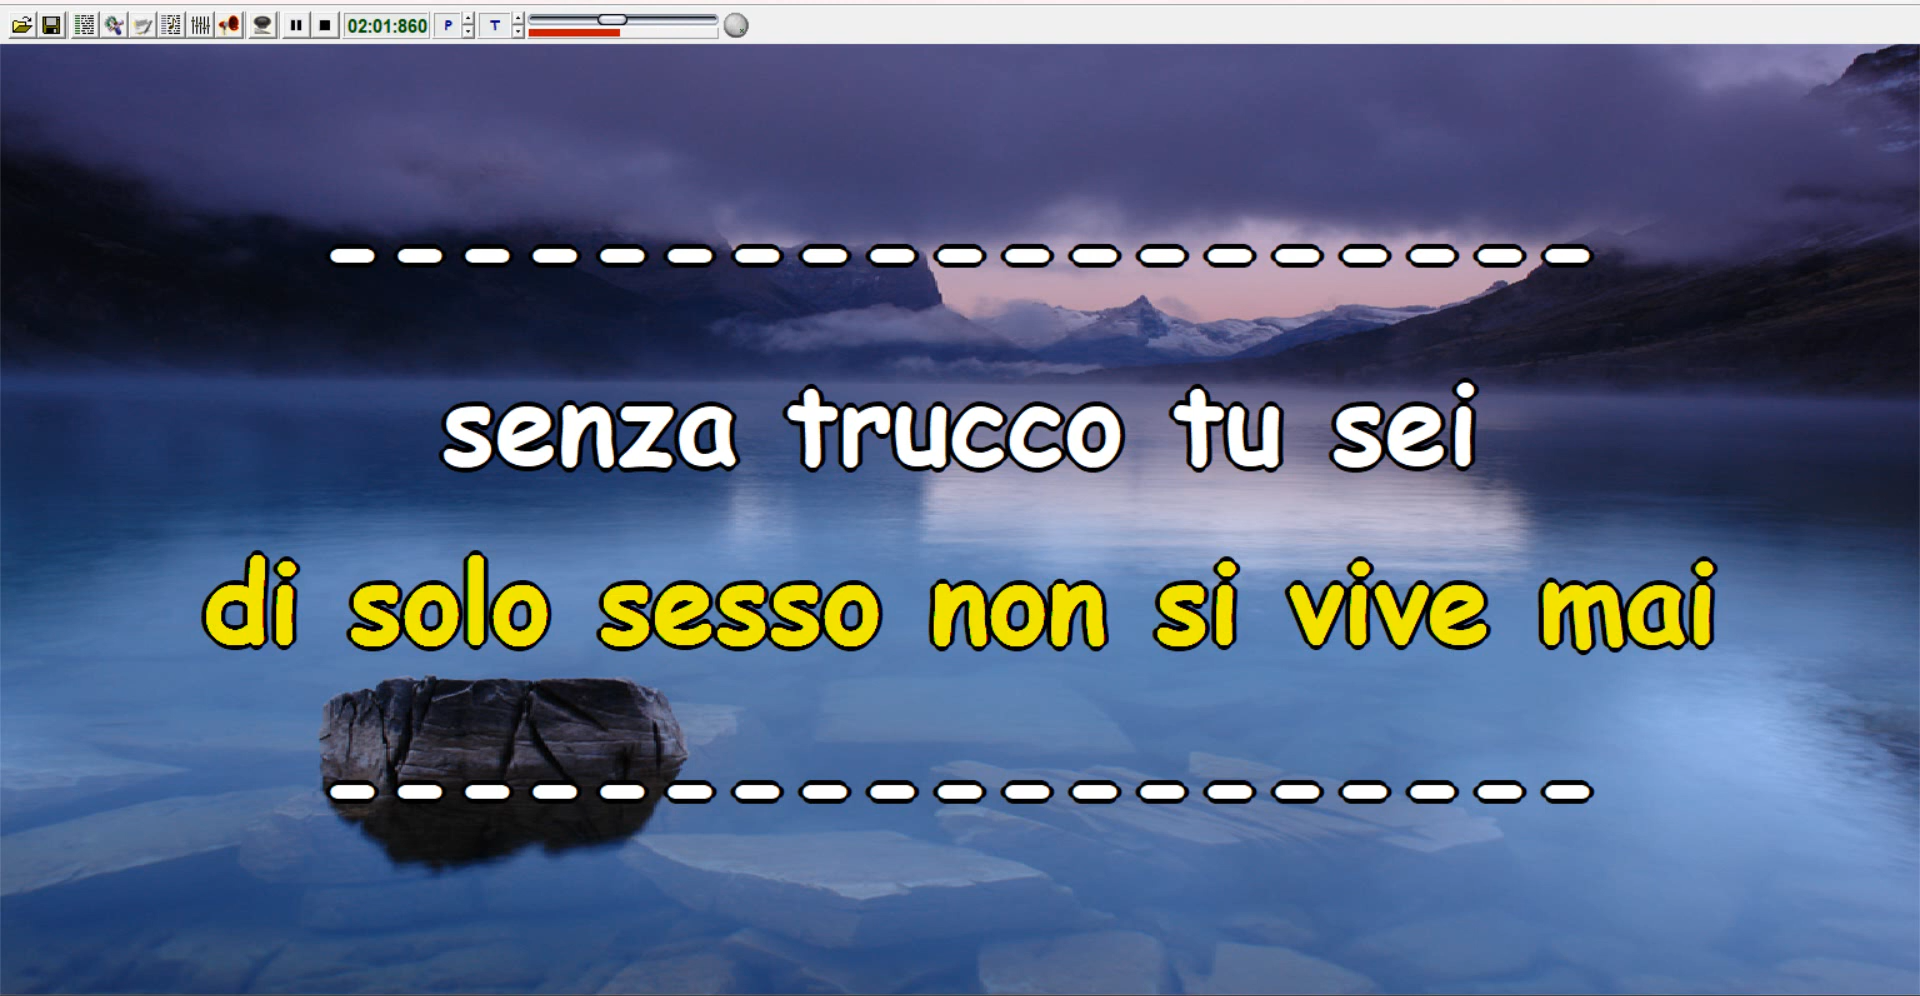 02:01:860 P T
- - - - - - - - - - - - - - - - - - -
senza trucco tu sei
di solo sesso non si vive mai
- - - - - - - - - - - - - - - - - - -